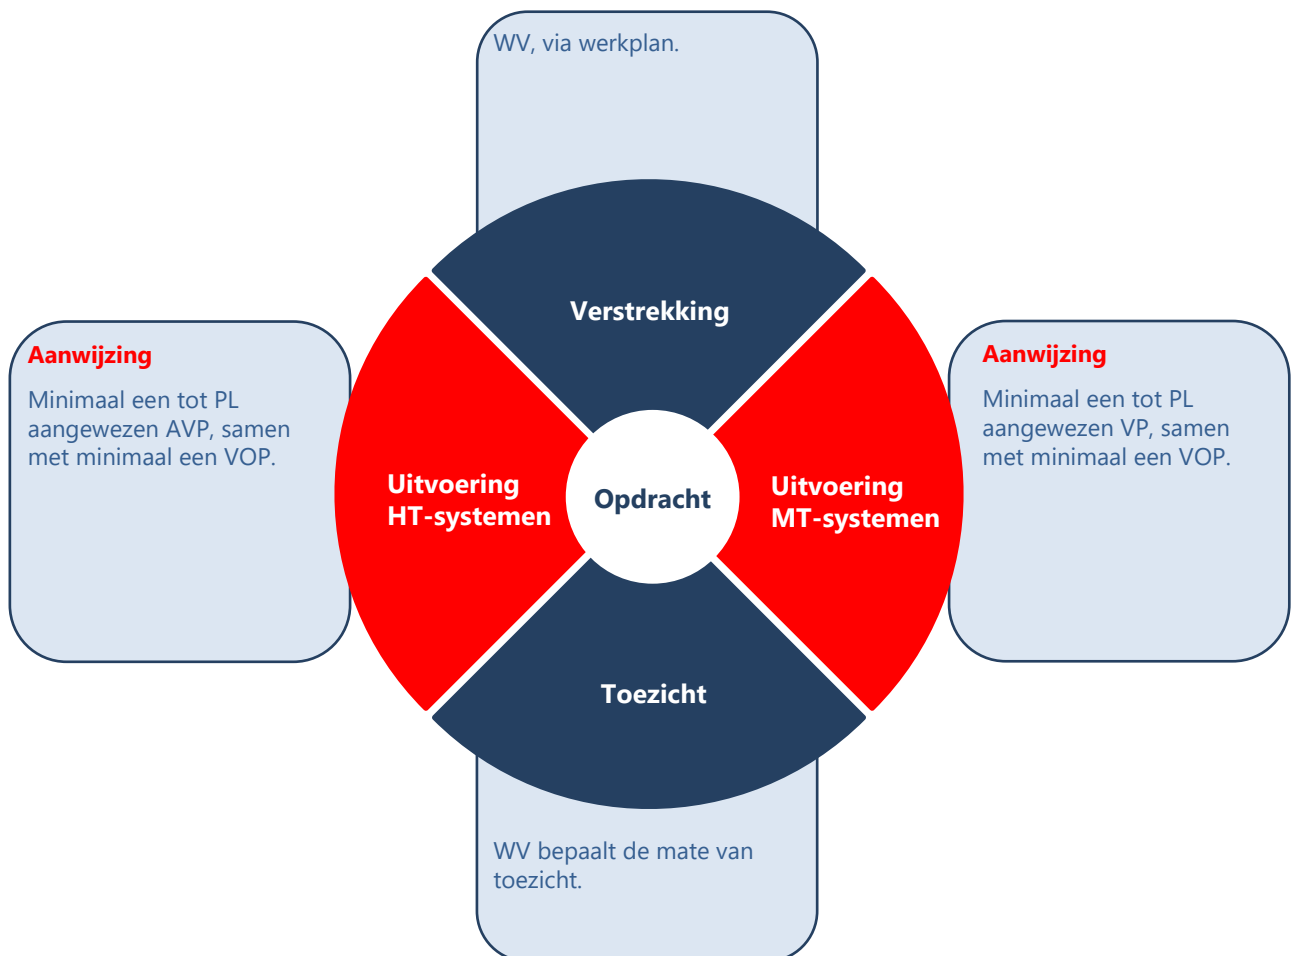 WV, via werkplan.
Verstrekking
Aanwijzing
Minimaal een tot PL
aangewezen AVP, samen
met minimaal een VOP.
Uitvoering
HT-systemen
Opdracht
Uitvoering
MT-systemen
Aanwijzing
Minimaal een tot PL
aangewezen VP, samen
met minimaal een VOP.
Toezicht
WV bepaalt de mate van
toezicht.